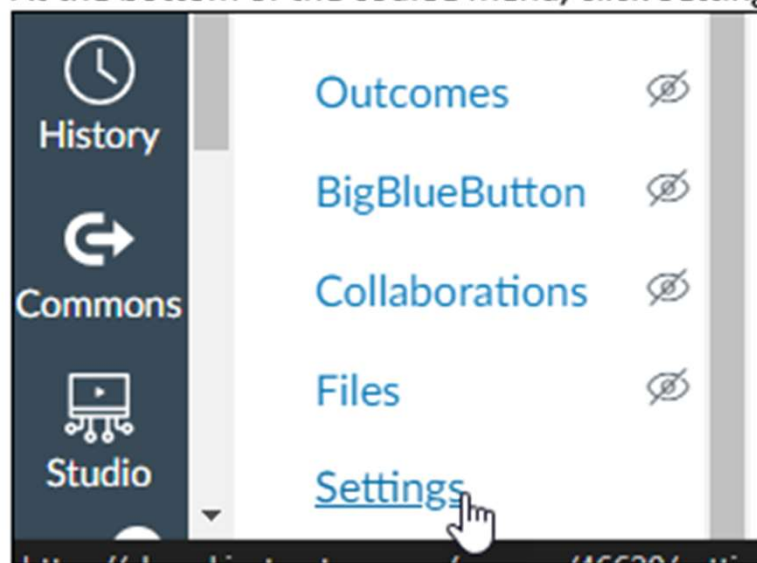 History
Commons
Studio
Outcomes
BigBlueButton
Collaborations
Files
Settings